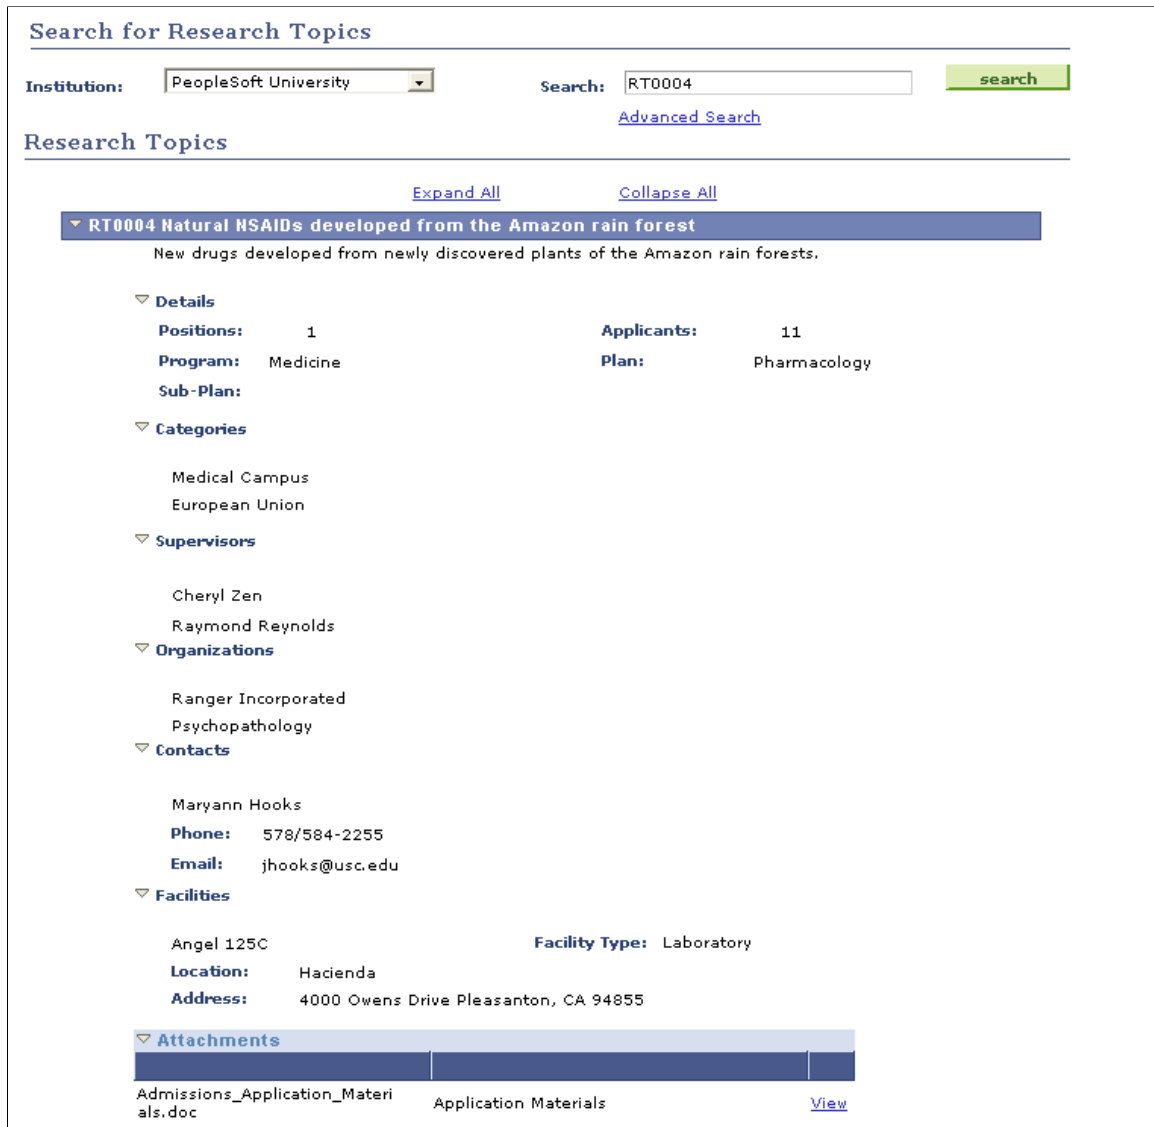 Search for Research Topics
Institution: PeopleSoft University Search: RT0004 search
Advanced Search
Research Topics
Expand All Collapse All
RT0004 Natural NSAIDs developed from the Amazon rain forest
New drugs developed from newly discovered plants of the Amazon rain forests.
Details
Positions: 1 Applicants: 11
Program: Medicine Plan: Pharmacology
Sub-Plan:
Categories
Medical Campus
European Union
Supervisors
Cheryl Zen
Raymond Reynolds
Organizations
Ranger Incorporated
Psychopathology
Contacts
Maryann Hooks
Phone: 578/584-2255
Email: jhooks@usc.edu
Facilities
Angel 125C Facility Type: Laboratory
Location: Hacienda
Address: 4000 Owens Drive Pleasanton, CA 94855
Attachments
Admissions_Application_Materi
als.doc Application Materials View